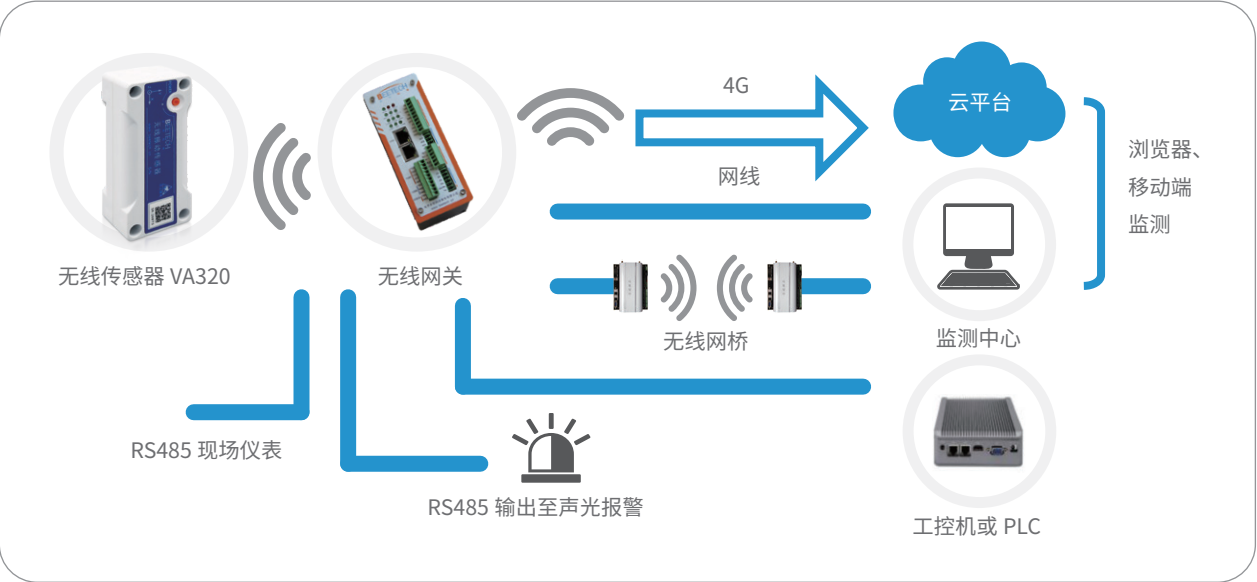 4G
云平台
浏览器、
移动端
监测
网线
无线传感器 VA320
无线网关
无线网桥
监测中心
RS485 现场仪表
RS485 输出至声光报警
工控机或 PLC